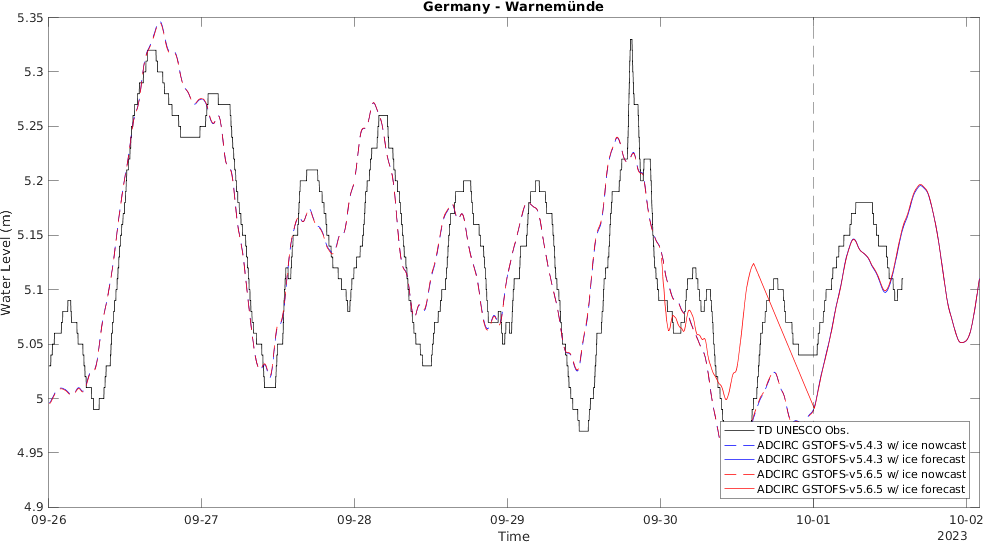 Germany - Warnemünde
5.35
5.3
5.25
5.2
5.15
5.1
5.05
5
4.95
4.9
Water Level (m)
09-26
09-27
09-28
09-29
09-30
10-01
10-02
Time
2023
TD UNESCO Obs.
ADCIRC GSTOFS-v5.4.3 w/ ice nowcast
ADCIRC GSTOFS-v5.4.3 w/ ice forecast
ADCIRC GSTOFS-v5.6.5 w/ ice nowcast
ADCIRC GSTOFS-v5.6.5 w/ ice forecast